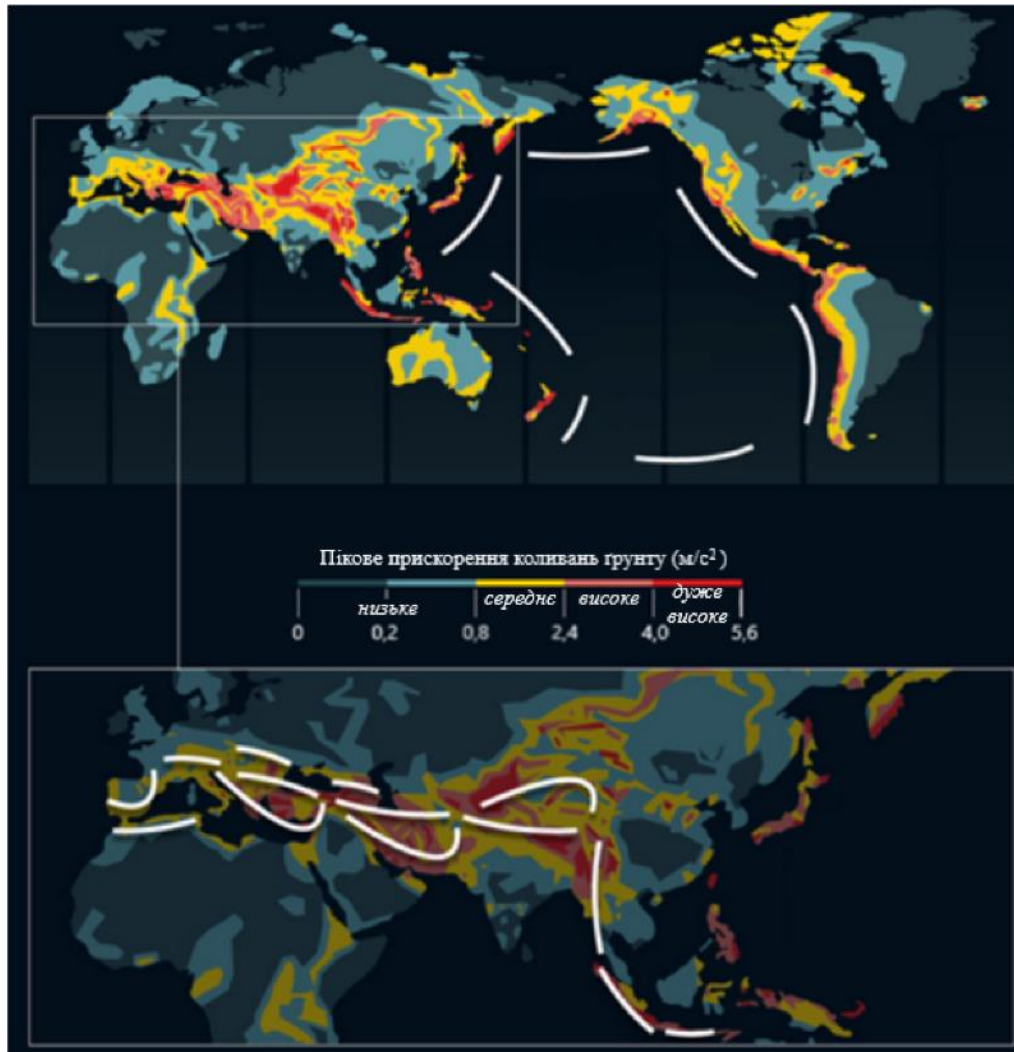 Пікове прискорення коливань ґрунту (м/с²)
низьке середнє високе дуже високе
0 0,2 0,8 2,4 4,0 5,6